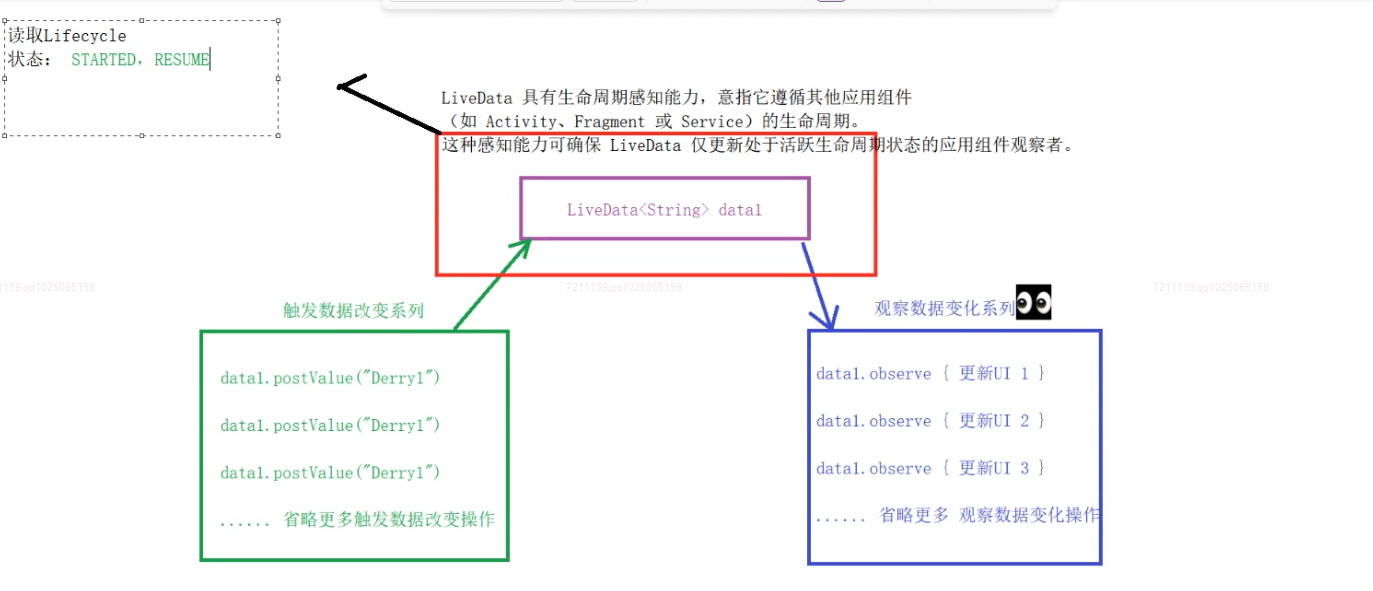 读取Lifecycle
状态： STARTED，RESUME
LiveData 具有生命周期感知能力，意指它遵循其他应用组件
（如 Activity、Fragment 或 Service）的生命周期。
这种感知能力可确保 LiveData 仅更新处于活跃生命周期状态的应用组件观察者。
LiveData<String> data1
1139.qq1025065158
7211139.qq1025065158
7211139.qq1025065158
触发数据改变系列
data1.postValue("Derry1")
data1.postValue("Derry1")
data1.postValue("Derry1")
...... 省略更多触发数据改变操作
观察数据变化系列
data1.observe { 更新UI 1 }
data1.observe { 更新UI 2 }
data1.observe { 更新UI 3 }
...... 省略更多 观察数据变化操作